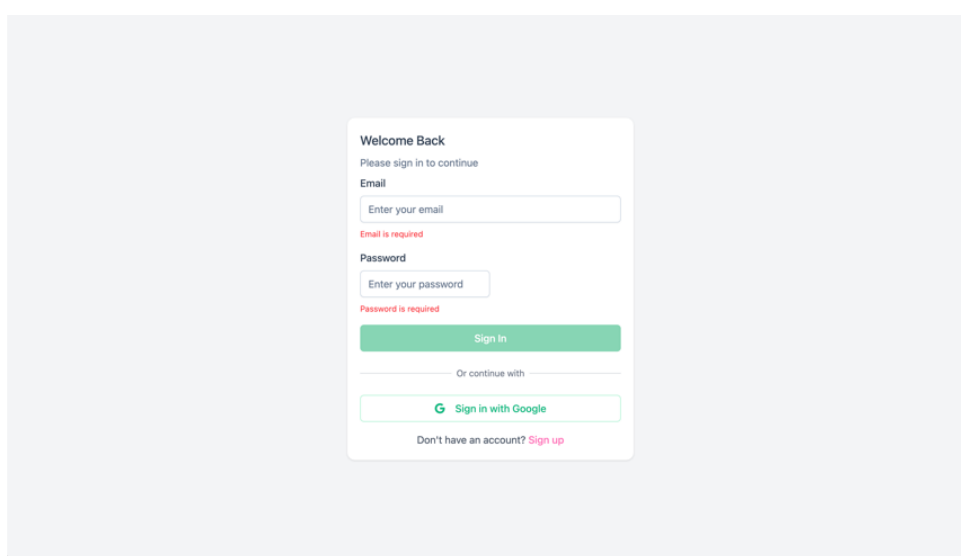 Welcome Back
Please sign in to continue
Email
Enter your email
Email is required
Password
Enter your password
Password is required
Sign In
Or continue with
G Sign in with Google
Don't have an account? Sign up